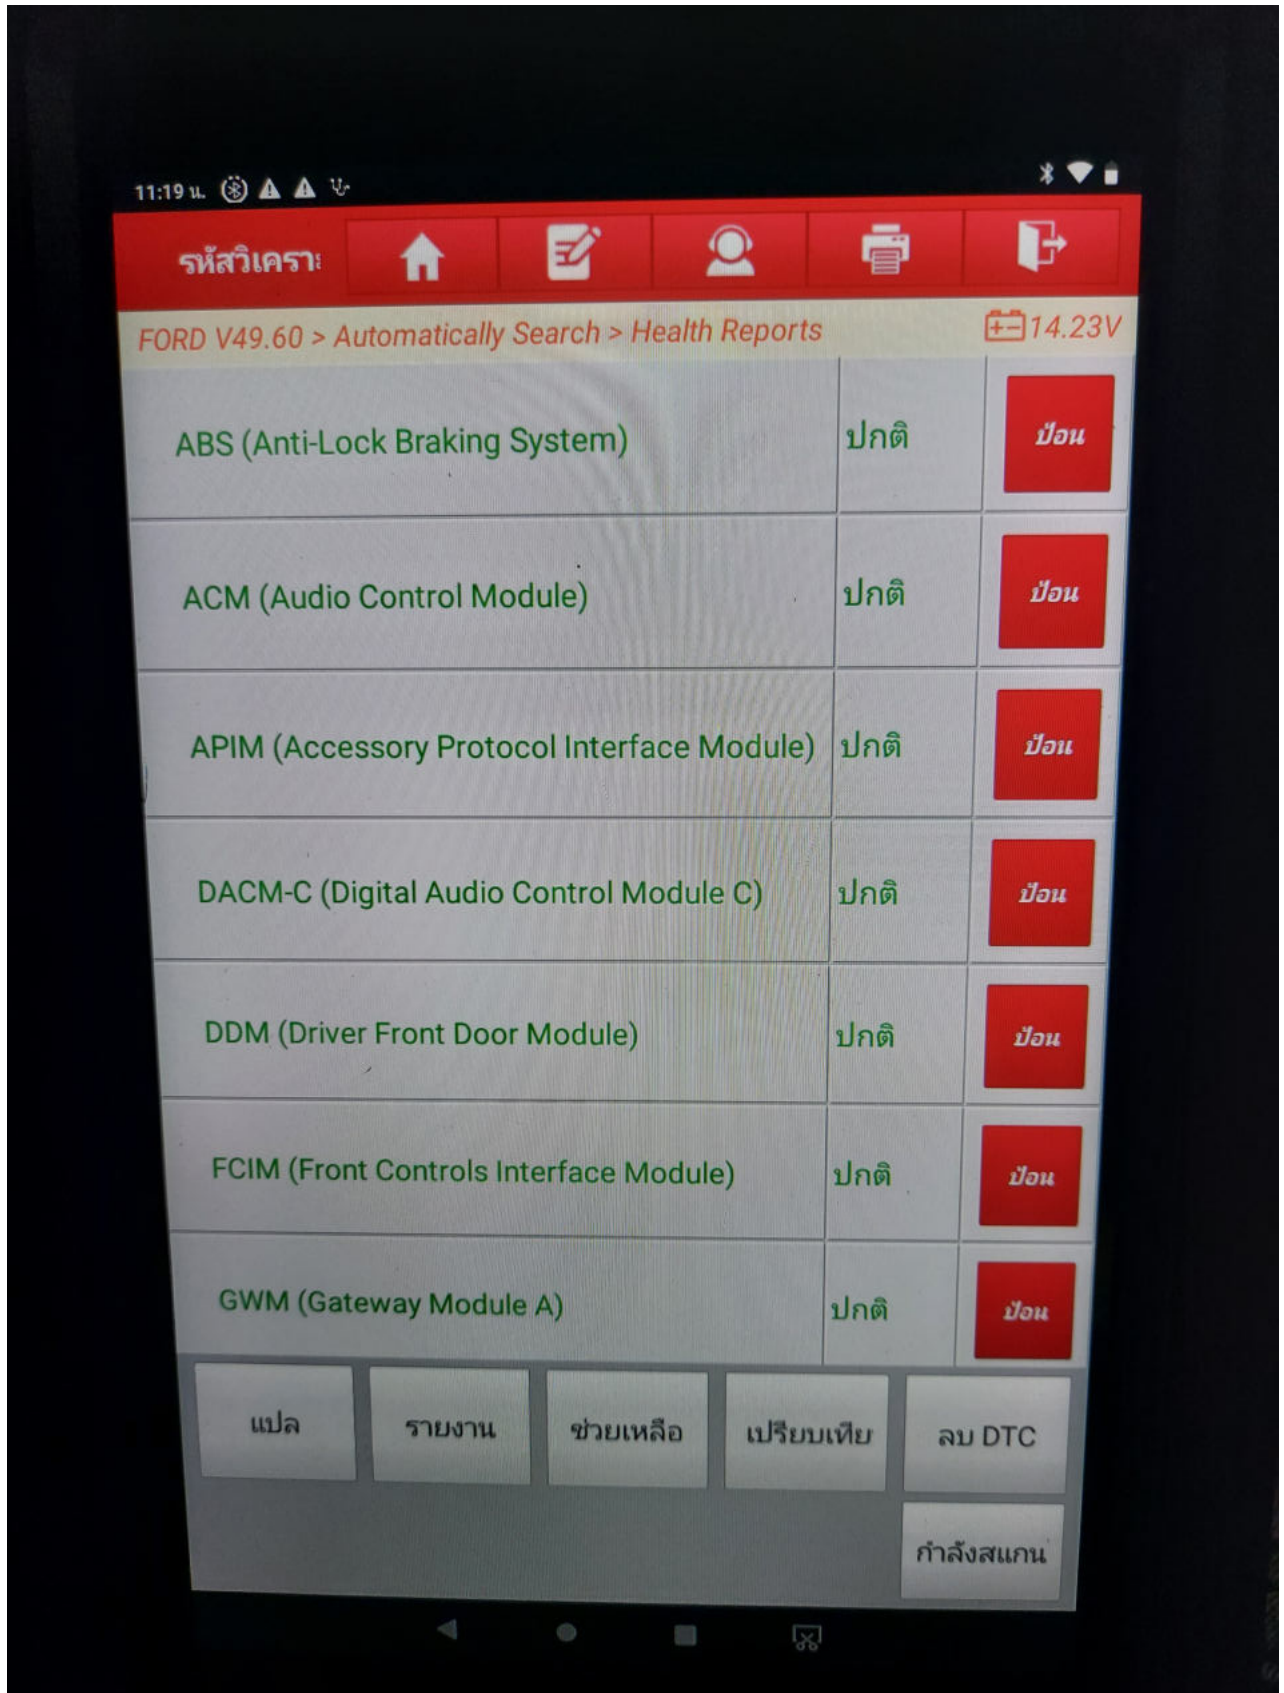 11:19 น.
รหัสวิเคราะ
FORD V49.60 > Automatically Search > Health Reports 14.23V
ABS (Anti-Lock Braking System) ปกติ ป้อน
ACM (Audio Control Module) ปกติ ป้อน
APIM (Accessory Protocol Interface Module) ปกติ ป้อน
DACM-C (Digital Audio Control Module C) ปกติ ป้อน
DDM (Driver Front Door Module) ปกติ ป้อน
FCIM (Front Controls Interface Module) ปกติ ป้อน
GWM (Gateway Module A) ปกติ ป้อน
แปล รายงาน ช่วยเหลือ เปรียบเทีย ลบ DTC
กำลังสแกน